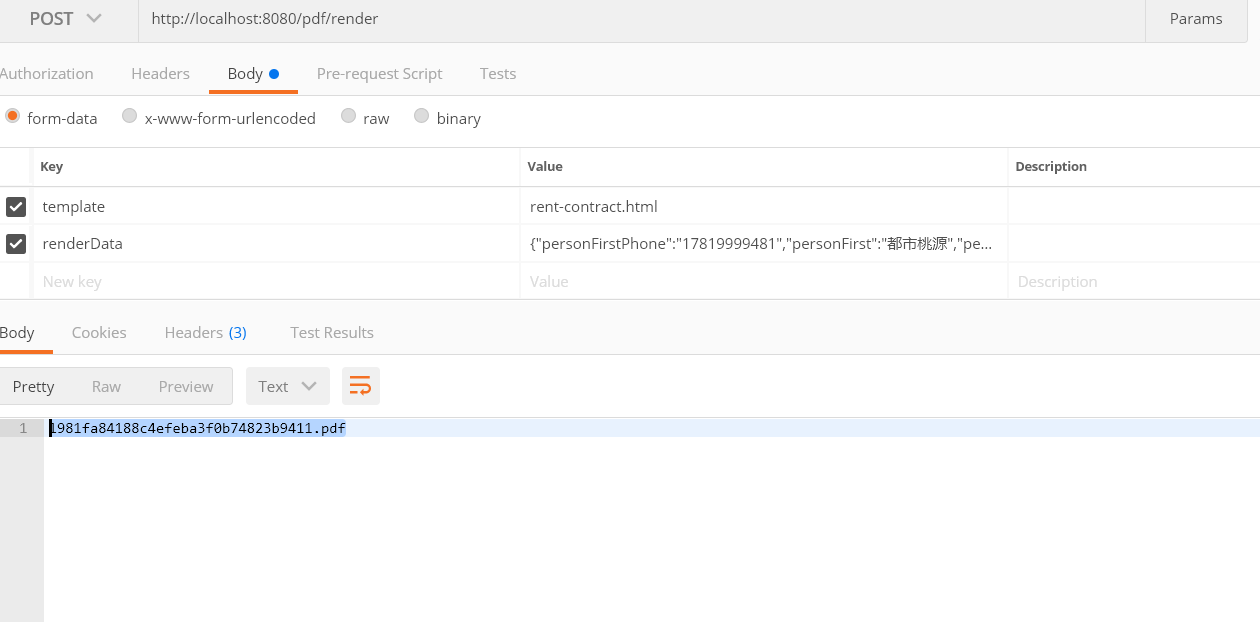 POST http://localhost:8080/pdf/render Params
Authorization Headers Body Pre-request Script Tests
form-data x-www-form-urlencoded raw binary
Key Value Description
template rent-contract.html
renderData {"personFirstPhone":"17819999481","personFirst":"都市桃源","pe...
New key Value Description
Body Cookies Headers (3) Test Results
Pretty Raw Preview Text
1 1981fa84188c4efeba3f0b74823b9411.pdf